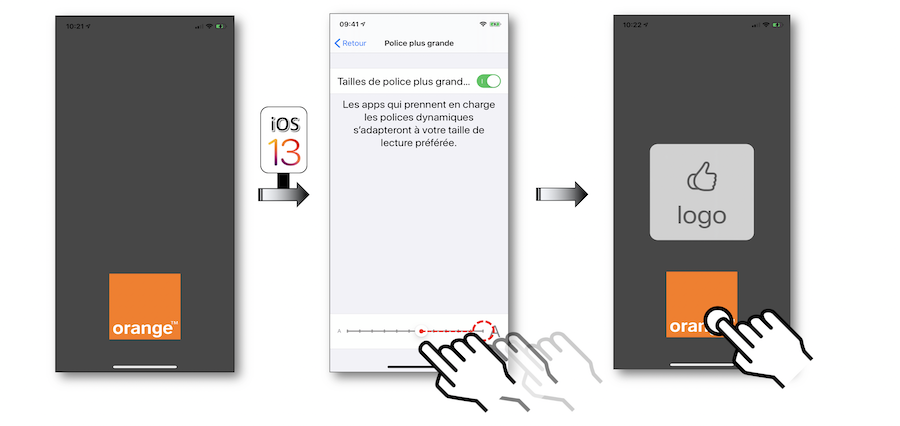 10:21
orange™
iOS
13
09:41
Retour
Police plus grande
Tailles de police plus grand...
Les apps qui prennent en charge
les polices dynamiques
s'adapteront à votre taille de
lecture préférée.
A
10:22
logo
oran